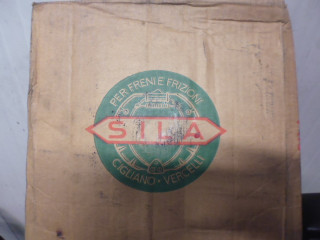 PER FRENI E FRIZIONI
SILA
CIGLIANO - VERCELLI